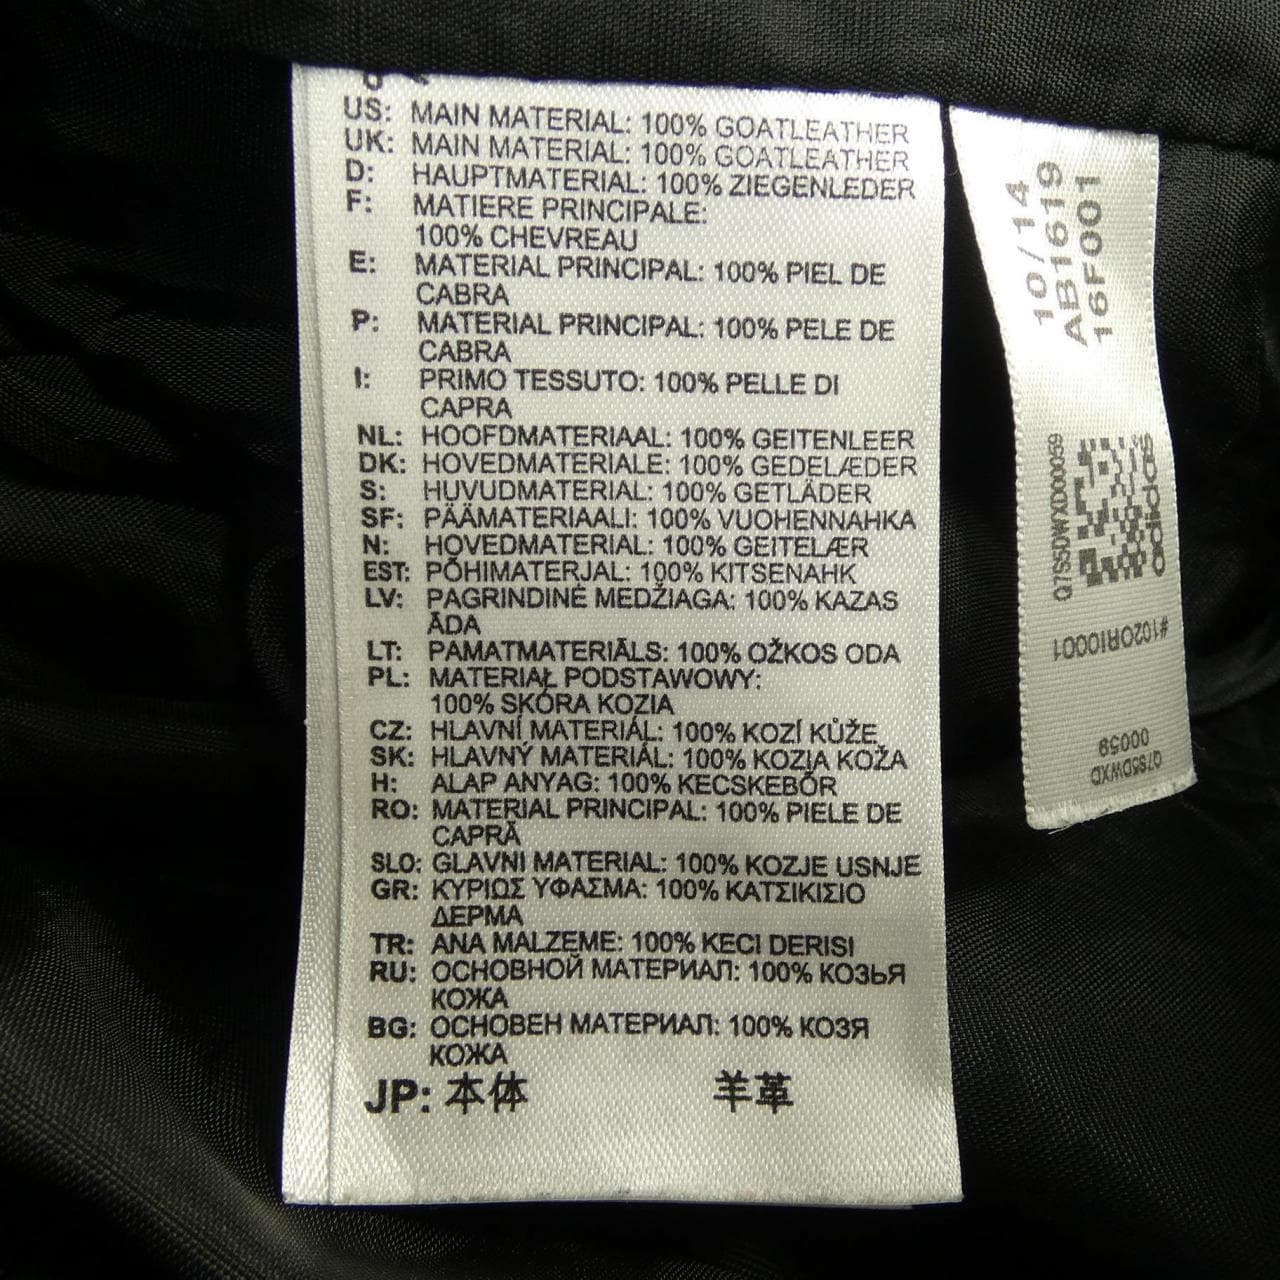 US: MAIN MATERIAL: 100% GOATLEATHER
UK: MAIN MATERIAL: 100% GOATLEATHER
D: HAUPTMATERIAL: 100% ZIEGENLEDER
F: MATIERE PRINCIPALE:
100% CHEVREAU
E: MATERIAL PRINCIPAL: 100% PIEL DE
CABRA
P: MATERIAL PRINCIPAL: 100% PELE DE
CABRA
I: PRIMO TESSUTO: 100% PELLE DI
CAPRA
NL: HOOFDMATERIAAL: 100% GEITENLEER
DK: HOVEDMATERIALE: 100% GEDELÆDER
S: HUVUDMATERIAL: 100% GETLÄDER
SF: PÄÄMATERIAALI: 100% VUOHENNAHKA
N: HOVEDMATERIAL: 100% GEITELÆR
EST: PÕHIMATERJAL: 100% KITSENAHK
LV: PAGRINDINĖ MEDŽIAGA: 100% KAZAS
ĀDA
LT: PAMATMATERIĀLS: 100% OŽKOS ODA
PL: MATERIAŁ PODSTAWOWY:
100% SKÓRA KOZIA
CZ: HLAVNÍ MATERIÁL: 100% KOZÍ KŮŽE
SK: HLAVNÝ MATERIÁL: 100% KOZIA KOŽA
H: ALAP ANYAG: 100% KECSKEBŐR
RO: MATERIAL PRINCIPAL: 100% PIELE DE
CAPRĂ
SLO: GLAVNI MATERIAL: 100% KOZJE USNJE
GR: ΚΥΡΙΩΣ ΥΦΑΣΜΑ: 100% ΚΑΤΣΙΚΙΣΙΟ
ΔΕΡΜΑ
TR: ANA MALZEME: 100% KECI DERISI
RU: ОСНОВНОЙ МАТЕРИАЛ: 100% КОЗЬЯ
КОЖА
BG: ОСНОВЕН МАТЕРИАЛ: 100% КОЗЯ
КОЖА
JP: 本体 羊革
10/14
AB1619
16F001
Q7S5DWXD00059
adidas
#102ORI0001
Q7S5DWXD
00059